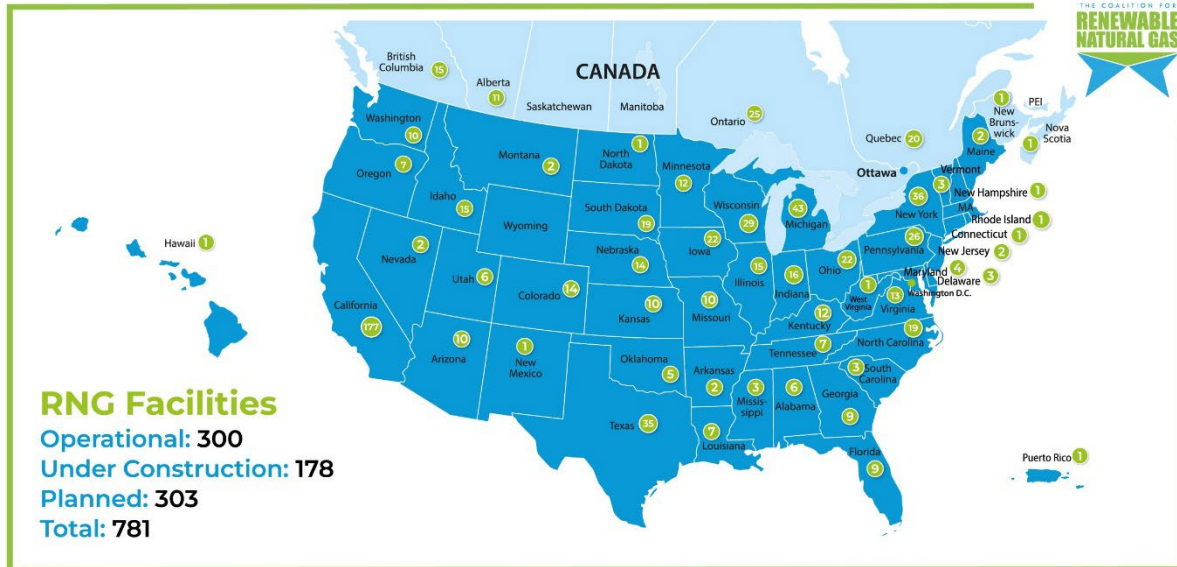 THE COALITION FOR
RENEWABLE
NATURAL GAS
CANADA
British
Columbia
15
Alberta
11
Saskatchewan
Manitoba
Ontario
25
Quebec
20
Ottawa
1
New
Bruns-
wick
PEI
Nova
Scotia
1
Washington
10
Oregon
7
Idaho
15
Montana
2
North
Dakota
1
Minnesota
12
South Dakota
19
Wyoming
Wisconsin
29
Michigan
43
Maine
2
Vermont
3
New Hampshire
1
New York
36
MA
Rhode Island
1
Connecticut
1
Pennsylvania
26
New Jersey
2
Maryland
4
Delaware
3
Washington D.C.
Hawaii
1
Nevada
2
Utah
6
Colorado
14
Nebraska
14
Iowa
22
Illinois
15
Indiana
16
Ohio
22
West
Virginia
1
Virginia
13
California
177
Kansas
10
Missouri
10
Kentucky
12
Arizona
10
New
Mexico
1
Oklahoma
5
Arkansas
2
Tennessee
7
North Carolina
19
South
Carolina
3
Texas
35
Louisiana
7
Missis-
sippi
3
Alabama
6
Georgia
9
Florida
9
Puerto Rico
1
RNG Facilities
Operational: 300
Under Construction: 178
Planned: 303
Total: 781